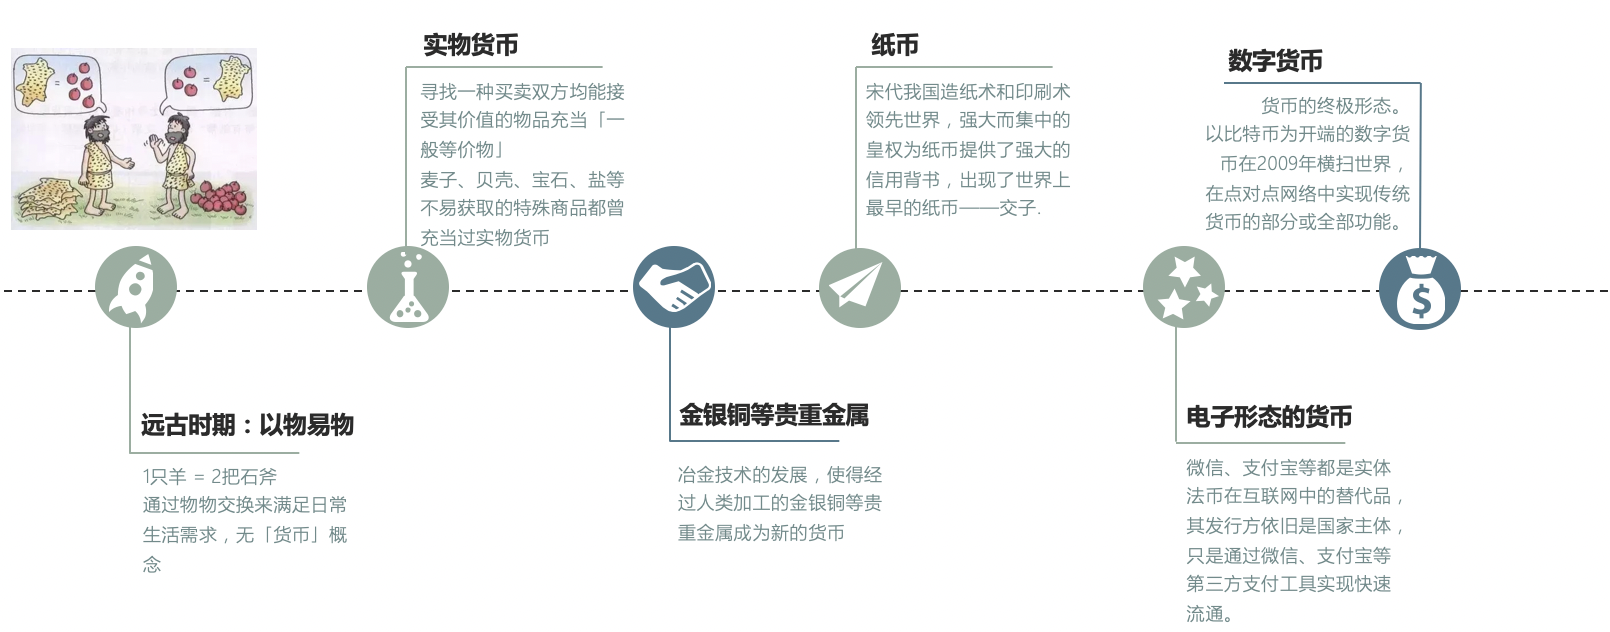 远古时期：以物易物
1只羊 = 2把石斧
通过物物交换来满足日常
生活需求，无「货币」概
念
实物货币
寻找一种买卖双方均能接
受其价值的物品充当「一
般等价物」
麦子、贝壳、宝石、盐等
不易获取的特殊商品都曾
充当过实物货币
金银铜等贵重金属
冶金技术的发展，使得经
过人类加工的金银铜等贵
重金属成为新的货币
纸币
宋代我国造纸术和印刷术
领先世界，强大而集中的
皇权为纸币提供了强大的
信用背书，出现了世界上
最早的纸币——交子.
电子形态的货币
微信、支付宝等都是实体
法币在互联网中的替代品，
其发行方依旧是国家主体，
只是通过微信、支付宝等
第三方支付工具实现快速
流通。
数字货币
货币的终极形态。
以比特币为开端的数字货
币在2009年横扫世界，
在点对点网络中实现传统
货币的部分或全部功能。